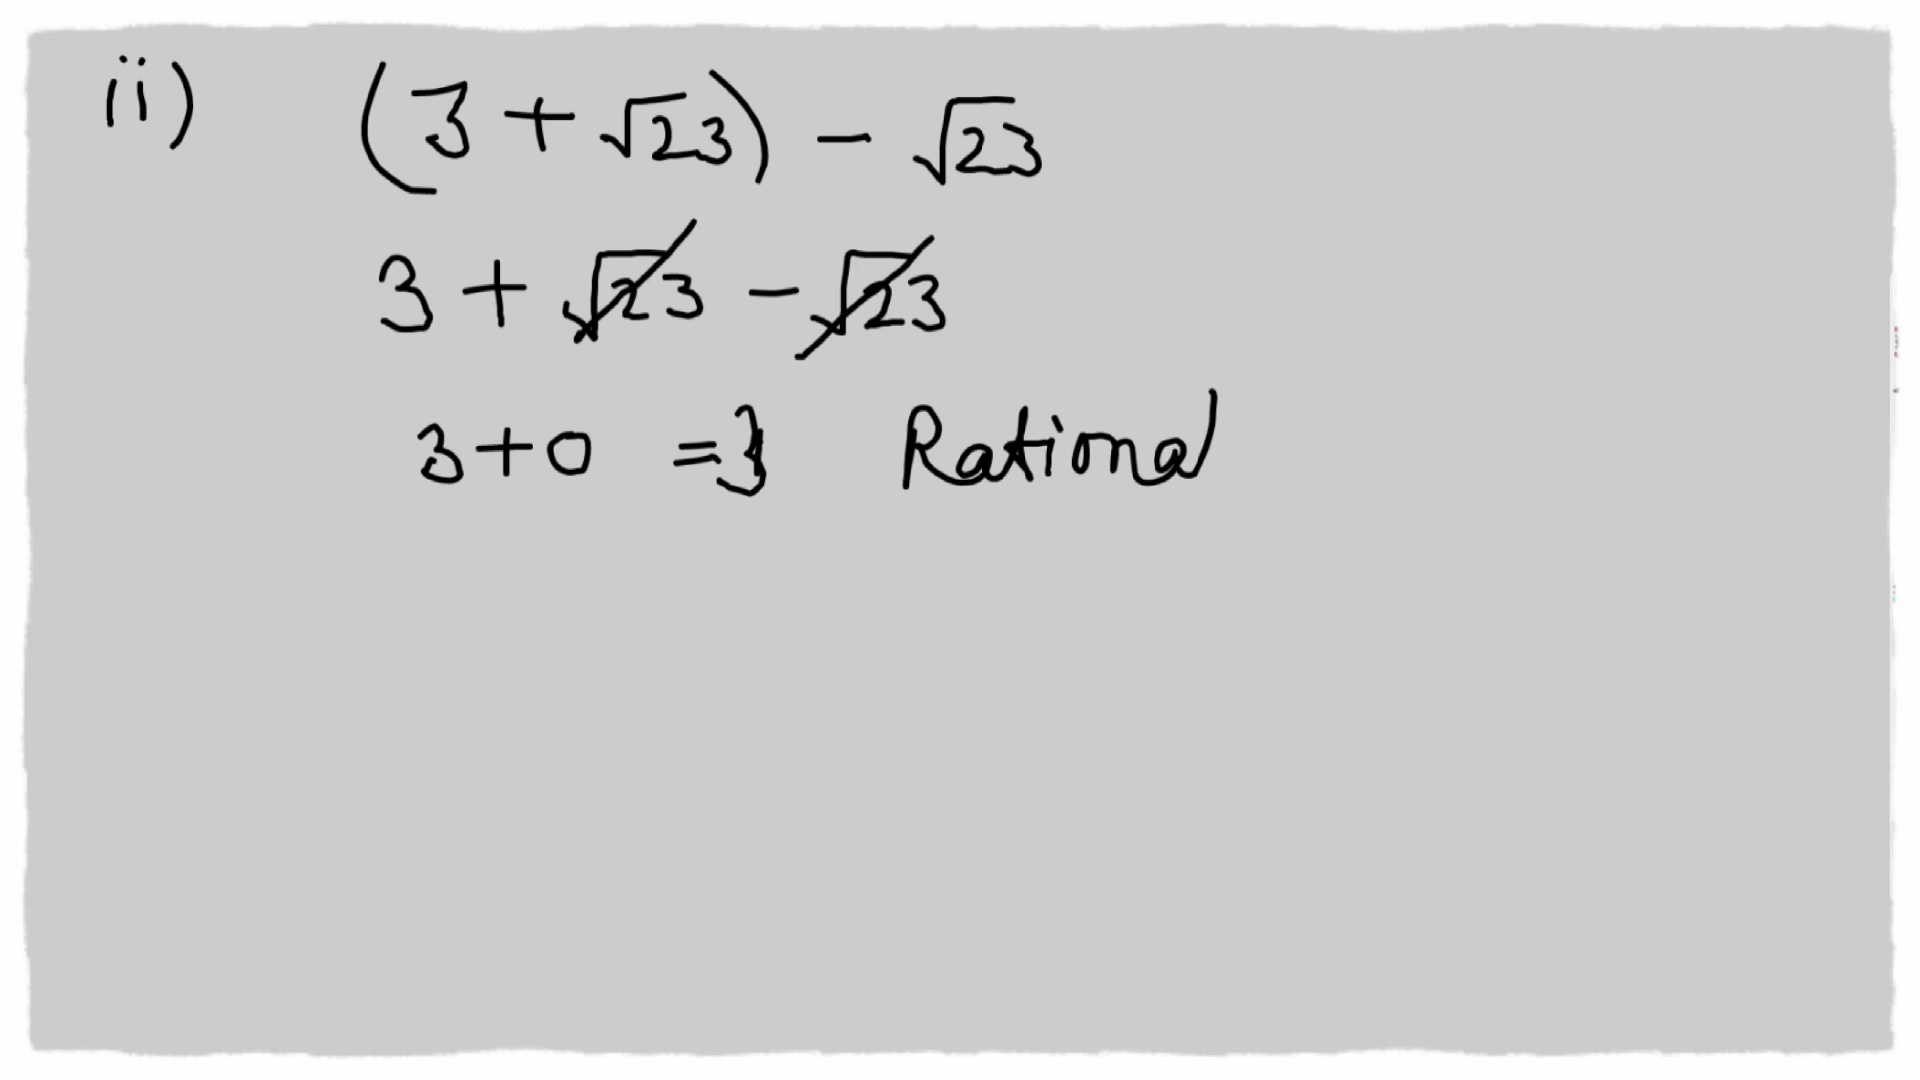 ii) (3 + √23) - √23
3 + √23 - √23
3+0 =3 Rational